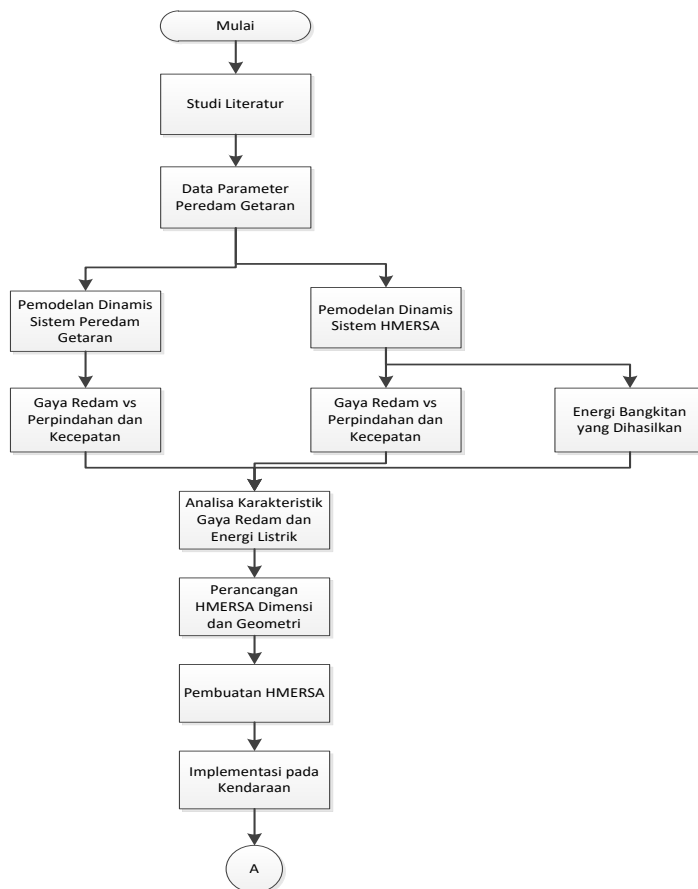 Mulai
Studi Literatur
Data Parameter
Peredam Getaran
Pemodelan Dinamis
Sistem Peredam
Getaran
Pemodelan Dinamis
Sistem HMERSA
Gaya Redam vs
Perpindahan dan
Kecepatan
Gaya Redam vs
Perpindahan dan
Kecepatan
Energi Bangkitan
yang Dihasilkan
Analisa Karakteristik
Gaya Redam dan
Energi Listrik
Perancangan
HMERSA Dimensi
dan Geometri
Pembuatan HMERSA
Implementasi pada
Kendaraan
A